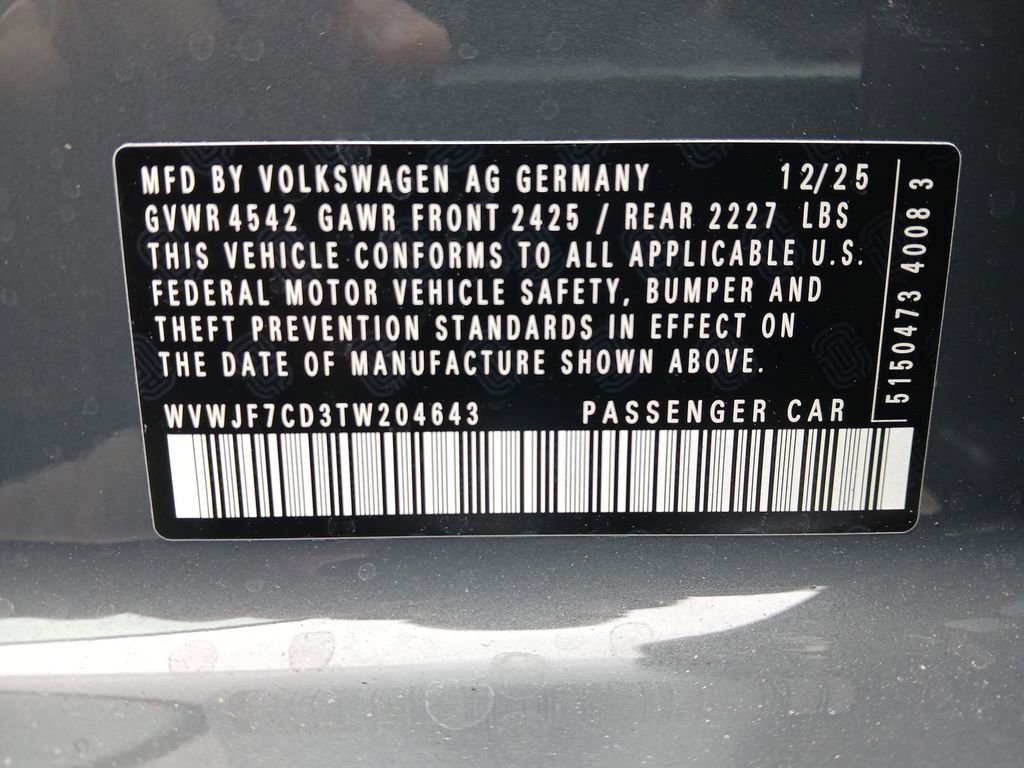 MFD BY VOLKSWAGEN AG GERMANY 12/25
GVWR 4542 GAWR FRONT 2425 / REAR 2227 LBS
THIS VEHICLE CONFORMS TO ALL APPLICABLE U.S.
FEDERAL MOTOR VEHICLE SAFETY, BUMPER AND
THEFT PREVENTION STANDARDS IN EFFECT ON
THE DATE OF MANUFACTURE SHOWN ABOVE.
WVWJF7CD3TW204643 PASSENGER CAR
5150473 4008 3